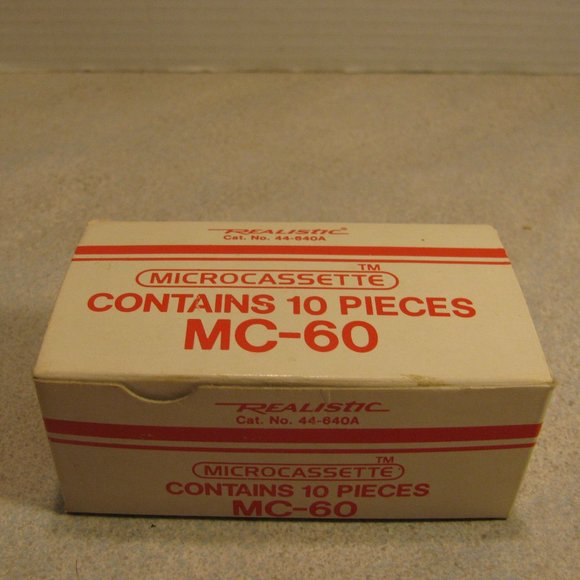 REALISTIC®
Cat. No. 44-640A
MICROCASSETTE™
CONTAINS 10 PIECES
MC-60
REALISTIC
Cat. No. 44-640A
MICROCASSETTE™
CONTAINS 10 PIECES
MC-60